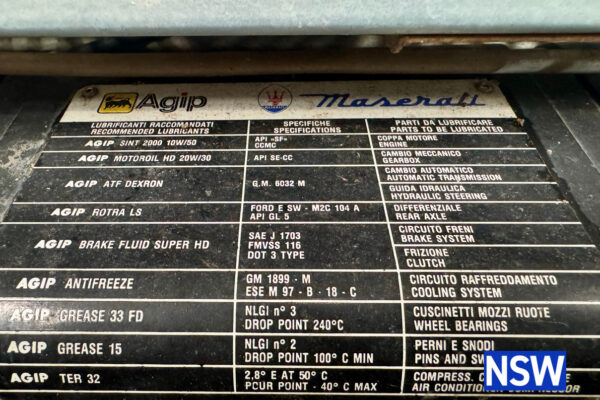 Agip Maserati
LUBRIFICANTI RACCOMANDATI SPECIFICHE PARTI DA LUBRIFICARE
RECOMMENDED LUBRICANTS SPECIFICATIONS PARTS TO BE LUBRICATED
AGIP SINT 2000 10W/50 API -SF- COPPA MOTORE
CCMC ENGINE
AGIP MOTOROIL HD 20W/30 API SE-CC CAMBIO MECCANICO
GEARBOX
AGIP ATF DEXRON G.M. 6032 M CAMBIO AUTOMATICO
AUTOMATIC TRANSMISSION
GUIDA IDRAULICA
HYDRAULIC STEERING
AGIP ROTRA LS FORD E SW - M2C 104 A DIFFERENZIALE
API GL 5 REAR AXLE
AGIP BRAKE FLUID SUPER HD SAE J 1703 CIRCUITO FRENI
FMVSS 116 BRAKE SYSTEM
DOT 3 TYPE FRIZIONE
CLUTCH
AGIP ANTIFREEZE GM 1899 - M CIRCUITO RAFFREDDAMENTO
ESE M 97 - B - 18 - C COOLING SYSTEM
AGIP GREASE 33 FD NLGI n° 3 CUSCINETTI MOZZI RUOTE
DROP POINT 240°C WHEEL BEARINGS
AGIP GREASE 15 NLGI n° 2 PERNI E SNODI
DROP POINT 100°C MIN PINS AND
AGIP TER 32 2,8° E AT 50° C COMPRESS.
PCUR POINT - 40°C MAX AIR CONDITION
NSW